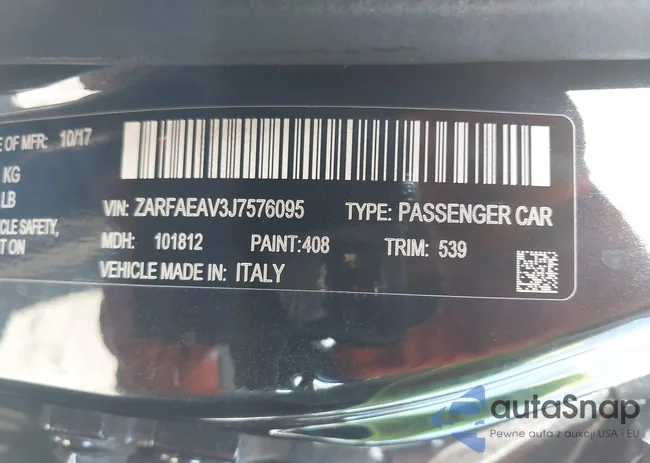 E OF MFR: 10/17
KG
LB
CLE SAFETY,
T ON
VIN: ZARFAEAV3J7576095 TYPE: PASSENGER CAR
MDH: 101812 PAINT:408 TRIM: 539
VEHICLE MADE IN: ITALY
autoSnap
Pewne auto z aukcji USA i EU